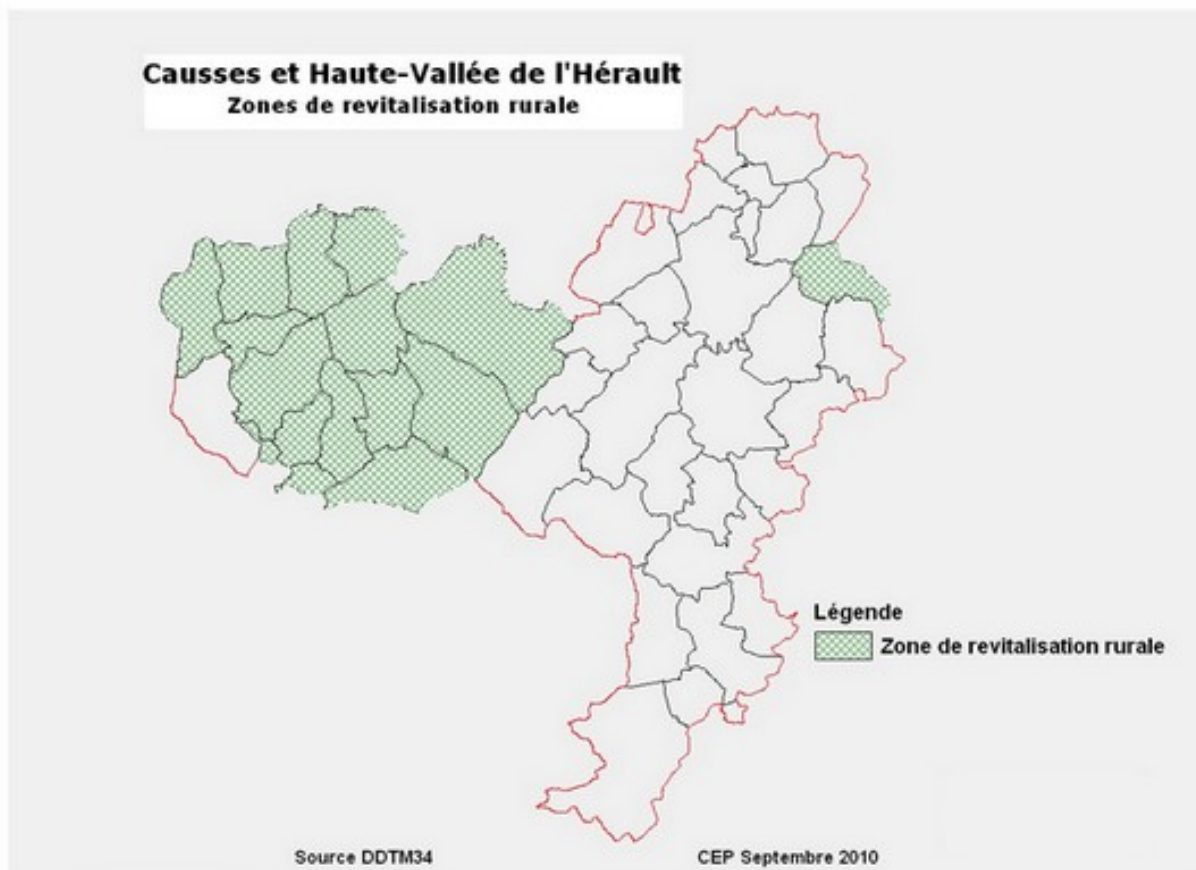 Causses et Haute-Vallée de l'Hérault
Zones de revitalisation rurale
Légende
Zone de revitalisation rurale
Source DDTM34
CEP Septembre 2010